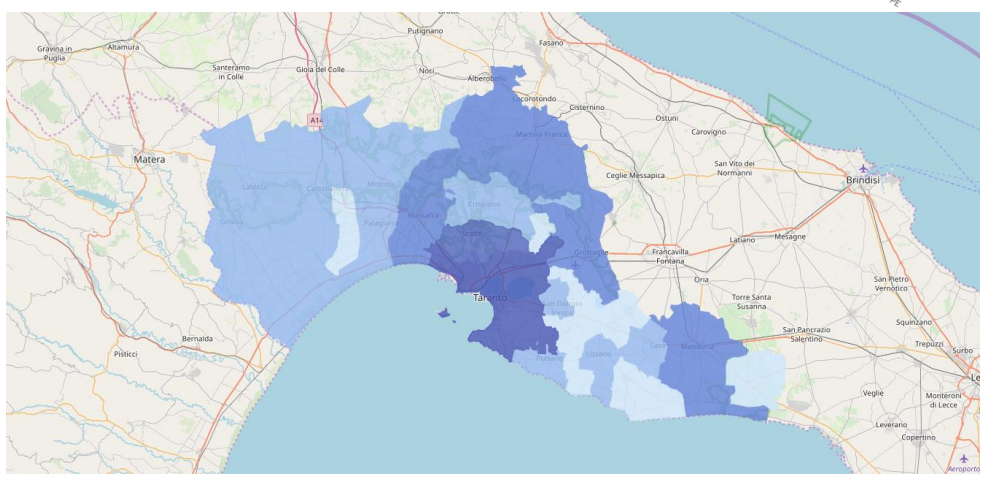 Putignano
Gravina in
Puglia
Altamura
Fasano
Santeramo
in Colle
Gioia del Colle
Noci
Alberobello
Locorotondo
Cisternino
A14
Ostuni
Martina Franca
Carovigno
Matera
San Vito dei
Normanni
Ceglie Messapica
Brindisi
Laterza
Mottola
Crispiano
Ginosa
Massafra
Statte
Latiano
Mesagne
Grottaglie
Francavilla
Fontana
Oria
San Pietro
Vernotico
Taranto
Torre Santa
Susanna
San Giorgio
Ionico
Squinzano
Bernalda
San Pancrazio
Salentino
Trepuzzi
Surbo
Pisticci
Pulsano
Lizzano
Sava
Manduria
Le
Veglie
Monteroni
di Lecce
Leverano
Copertino
Aeroporto